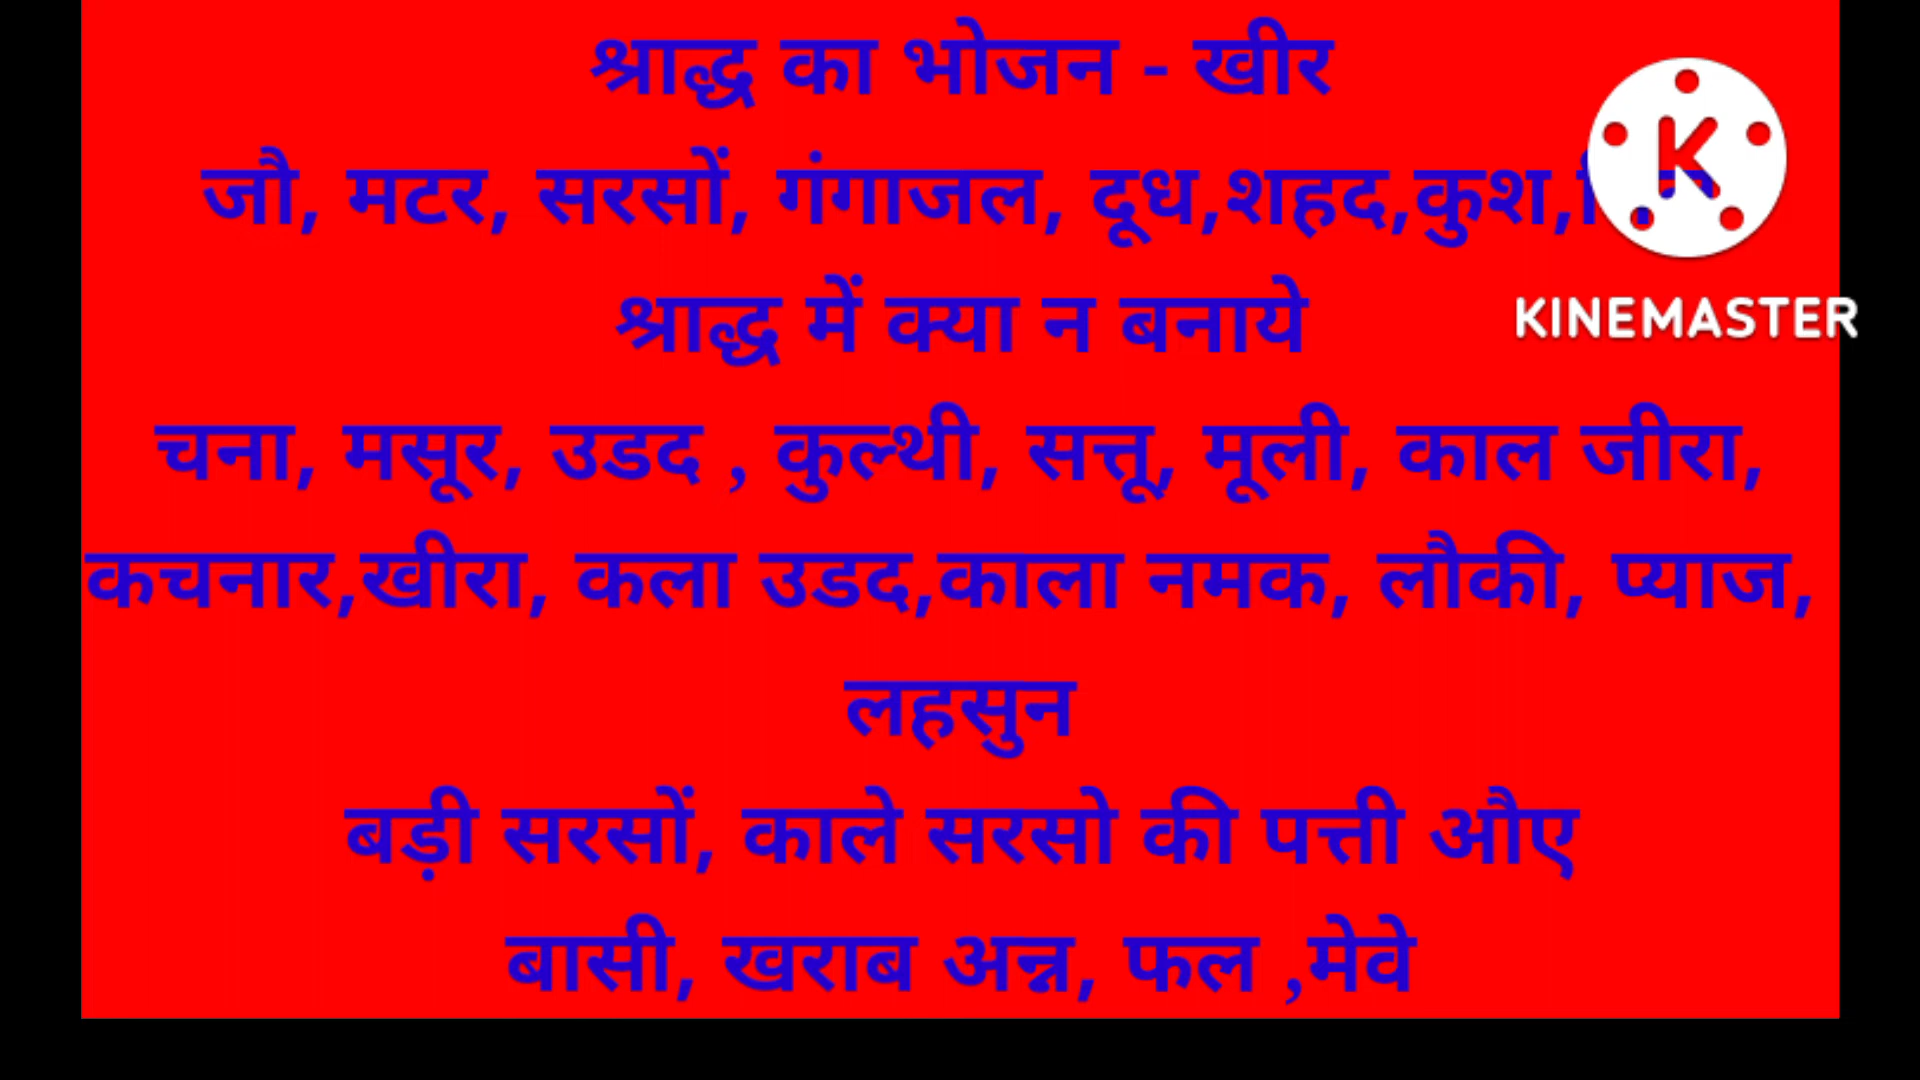 श्राद्ध का भोजन - खीर
जौ, मटर, सरसों, गंगाजल, दूध,शहद,कुश,
श्राद्ध में क्या न बनाये
चना, मसूर, उडद , कुल्थी, सत्तू, मूली, काल जीरा,
कचनार,खीरा, कला उडद,काला नमक, लौकी, प्याज,
लहसुन
बड़ी सरसों, काले सरसो की पत्ती औए
बासी, खराब अन्न, फल ,मेवे
K
KINEMASTER